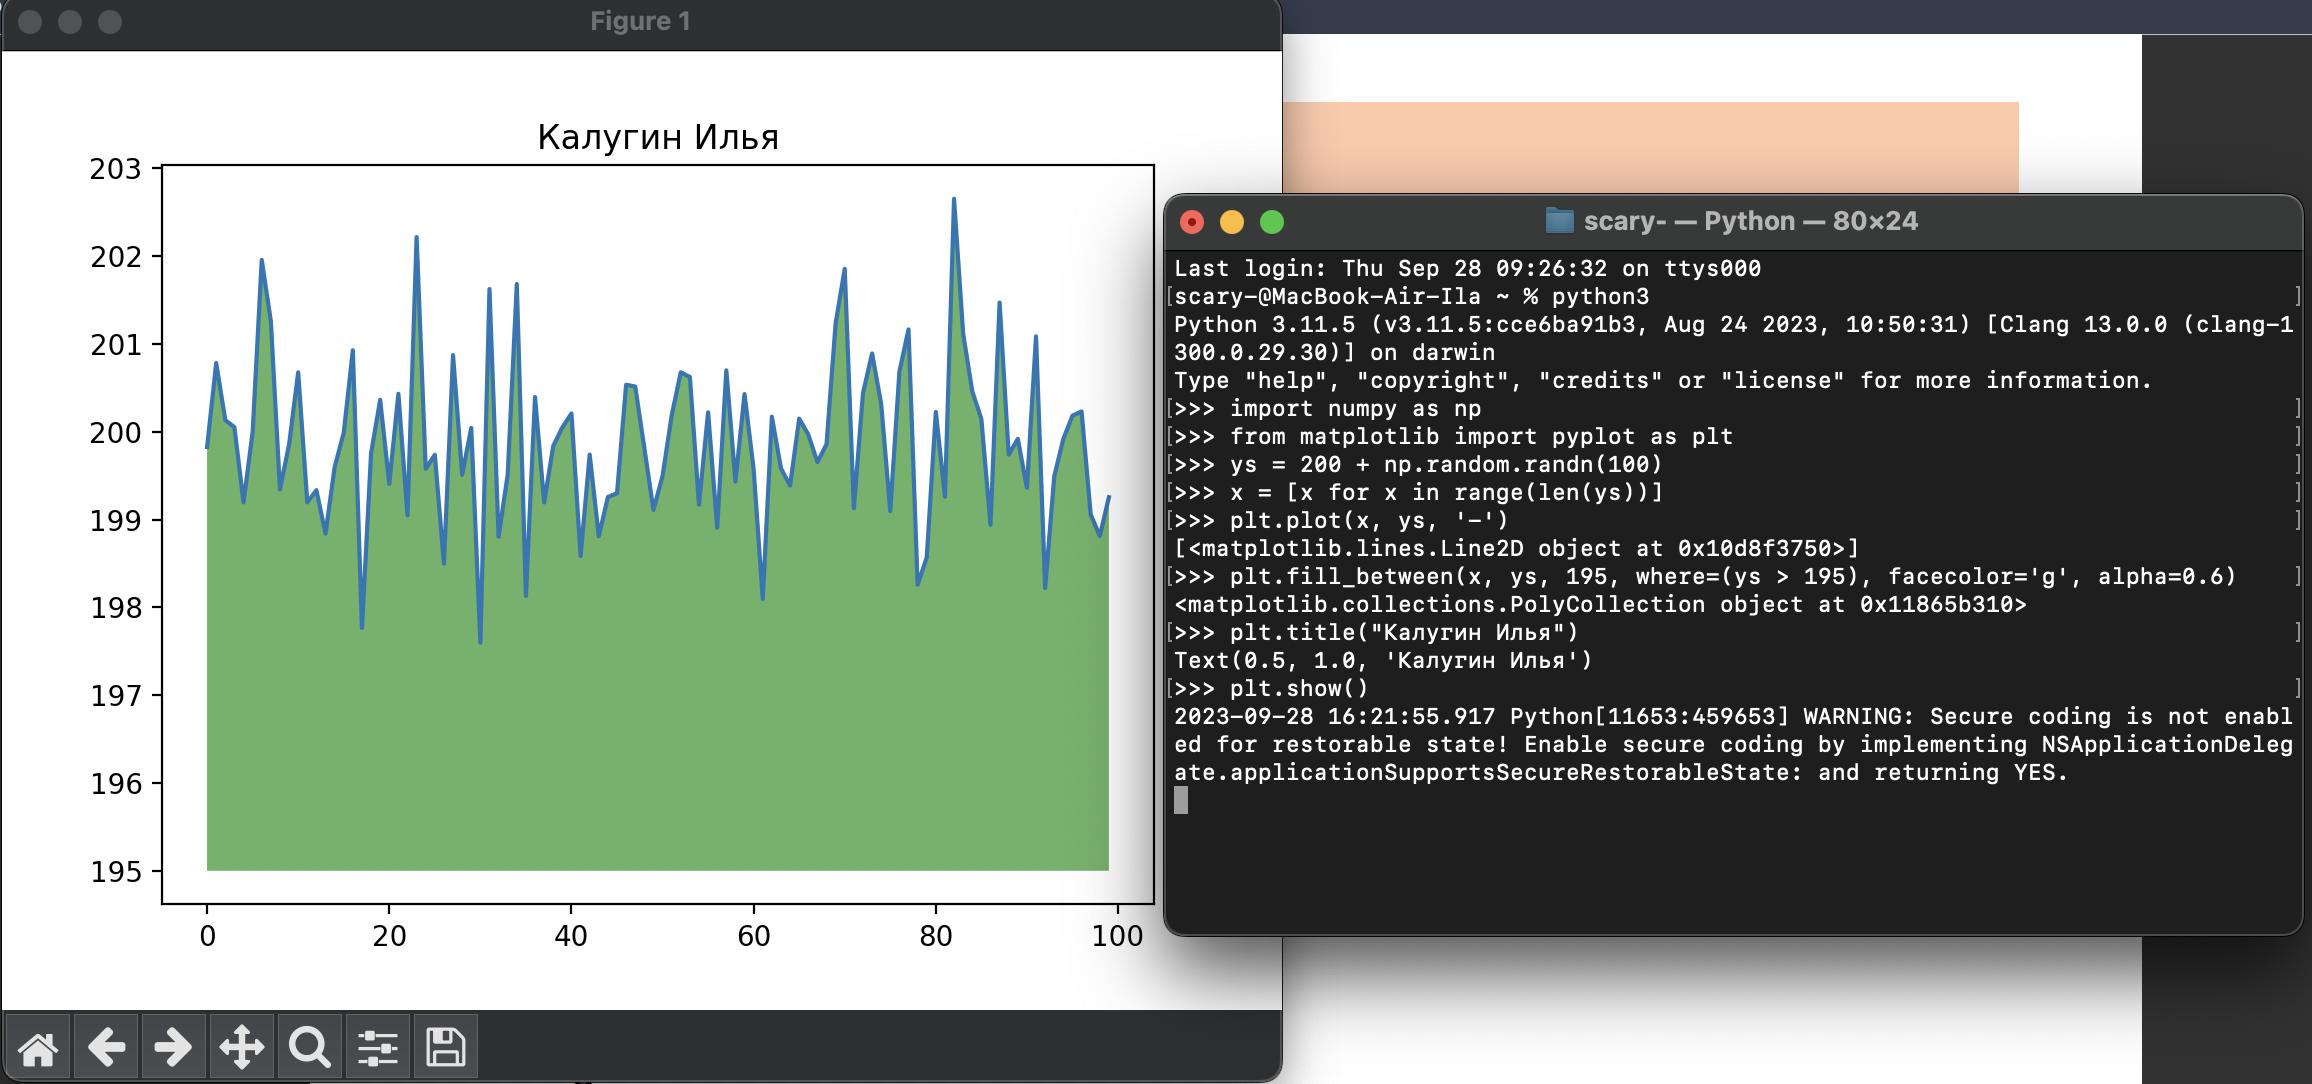 Figure 1
Калугин Илья
203
202
201
200
199
198
197
196
195
0 20 40 60 80 100
scary- — Python — 80×24
Last login: Thu Sep 28 09:26:32 on ttys000
[scary-@MacBook-Air-Ila ~ % python3 ]
Python 3.11.5 (v3.11.5:cce6ba91b3, Aug 24 2023, 10:50:31) [Clang 13.0.0 (clang-1
300.0.29.30)] on darwin
Type "help", "copyright", "credits" or "license" for more information.
[>>> import numpy as np ]
[>>> from matplotlib import pyplot as plt ]
[>>> ys = 200 + np.random.randn(100) ]
[>>> x = [x for x in range(len(ys))] ]
[>>> plt.plot(x, ys, '-') ]
[<matplotlib.lines.Line2D object at 0x10d8f3750>]
[>>> plt.fill_between(x, ys, 195, where=(ys > 195), facecolor='g', alpha=0.6) ]
<matplotlib.collections.PolyCollection object at 0x11865b310>
[>>> plt.title("Калугин Илья") ]
Text(0.5, 1.0, 'Калугин Илья')
[>>> plt.show() ]
2023-09-28 16:21:55.917 Python[11653:459653] WARNING: Secure coding is not enabl
ed for restorable state! Enable secure coding by implementing NSApplicationDeleg
ate.applicationSupportsSecureRestorableState: and returning YES.